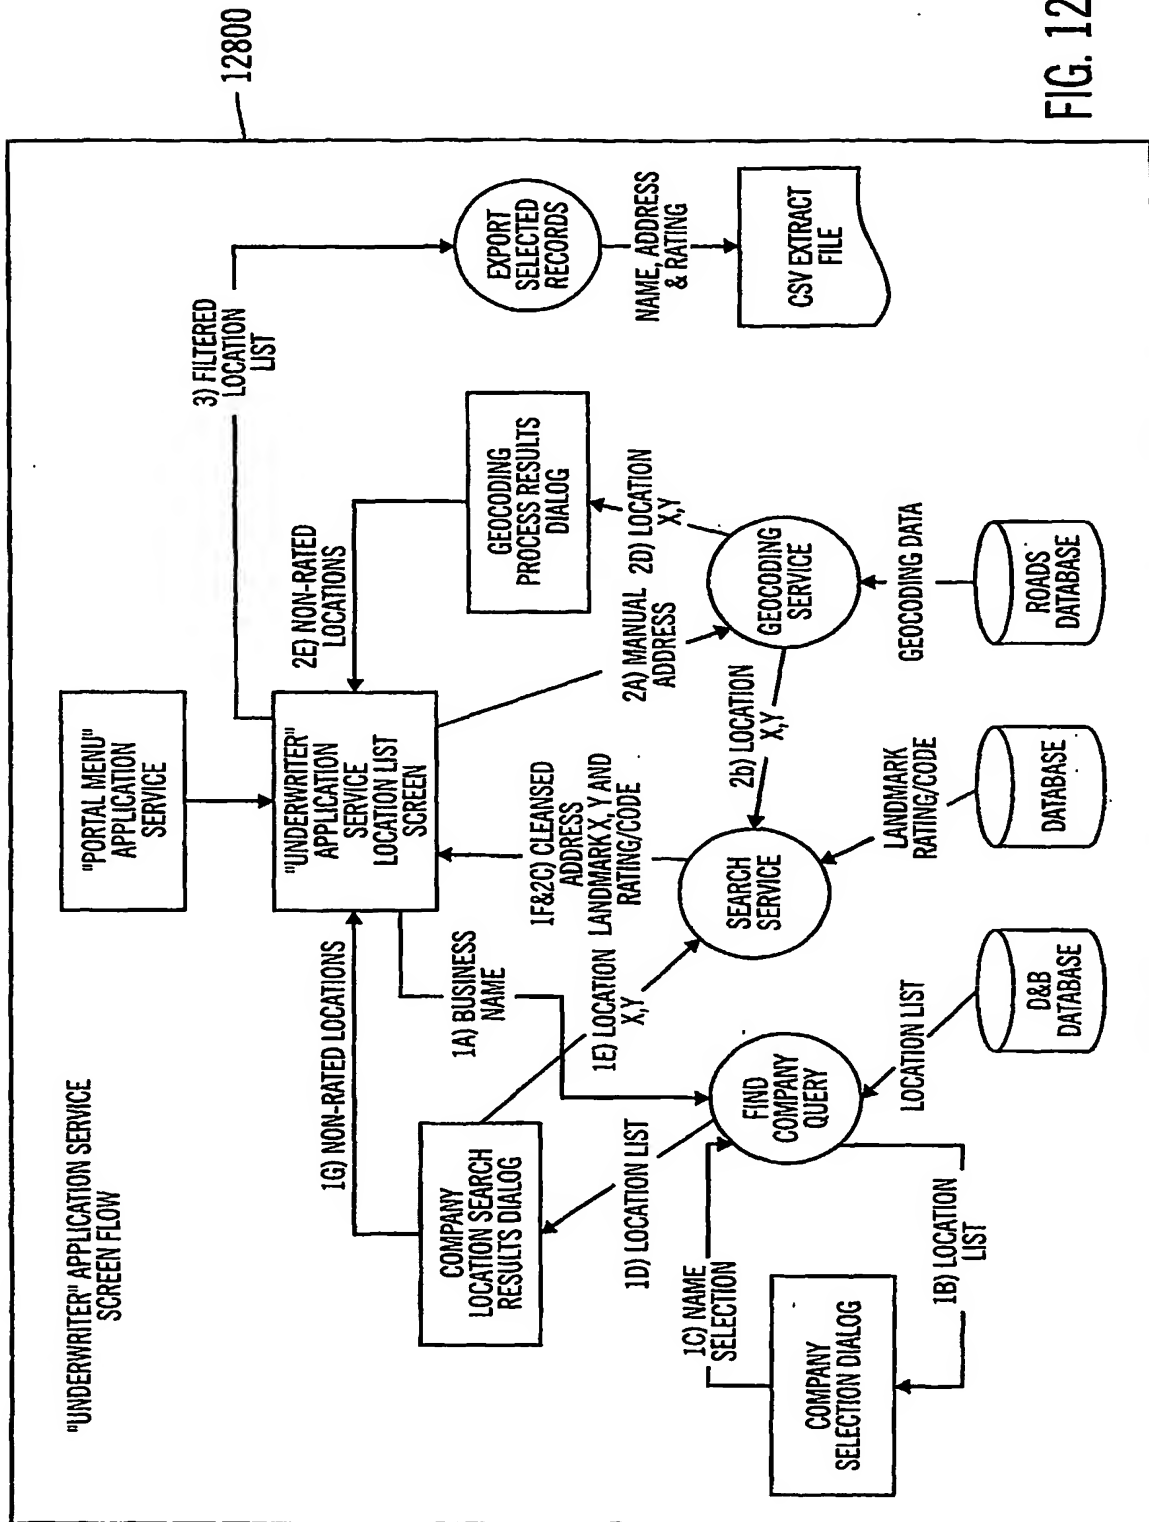 "UNDERWRITER" APPLICATION SERVICE
SCREEN FLOW
12800
"PORTAL MENU"
APPLICATION
SERVICE
"UNDERWRITER"
APPLICATION
SERVICE
LOCATION LIST
SCREEN
3) FILTERED
LOCATION
LIST
1G) NON-RATED LOCATIONS
2E) NON-RATED
LOCATIONS
1A) BUSINESS
NAME
1F&2C) CLEANSED
ADDRESS
LANDMARK X, Y AND
RATING/CODE
2A) MANUAL
ADDRESS
COMPANY
LOCATION SEARCH
RESULTS DIALOG
GEOCODING
PROCESS RESULTS
DIALOG
EXPORT
SELECTED
RECORDS
1E) LOCATION
X,Y
2D) LOCATION
X,Y
NAME, ADDRESS
& RATING
1D) LOCATION LIST
1C) NAME
SELECTION
FIND
COMPANY
QUERY
SEARCH
SERVICE
2b) LOCATION
X,Y
GEOCODING
SERVICE
CSV EXTRACT
FILE
COMPANY
SELECTION DIALOG
1B) LOCATION
LIST
LOCATION LIST
LANDMARK
RATING/CODE
GEOCODING DATA
D&B
DATABASE
DATABASE
ROADS
DATABASE
FIG. 12